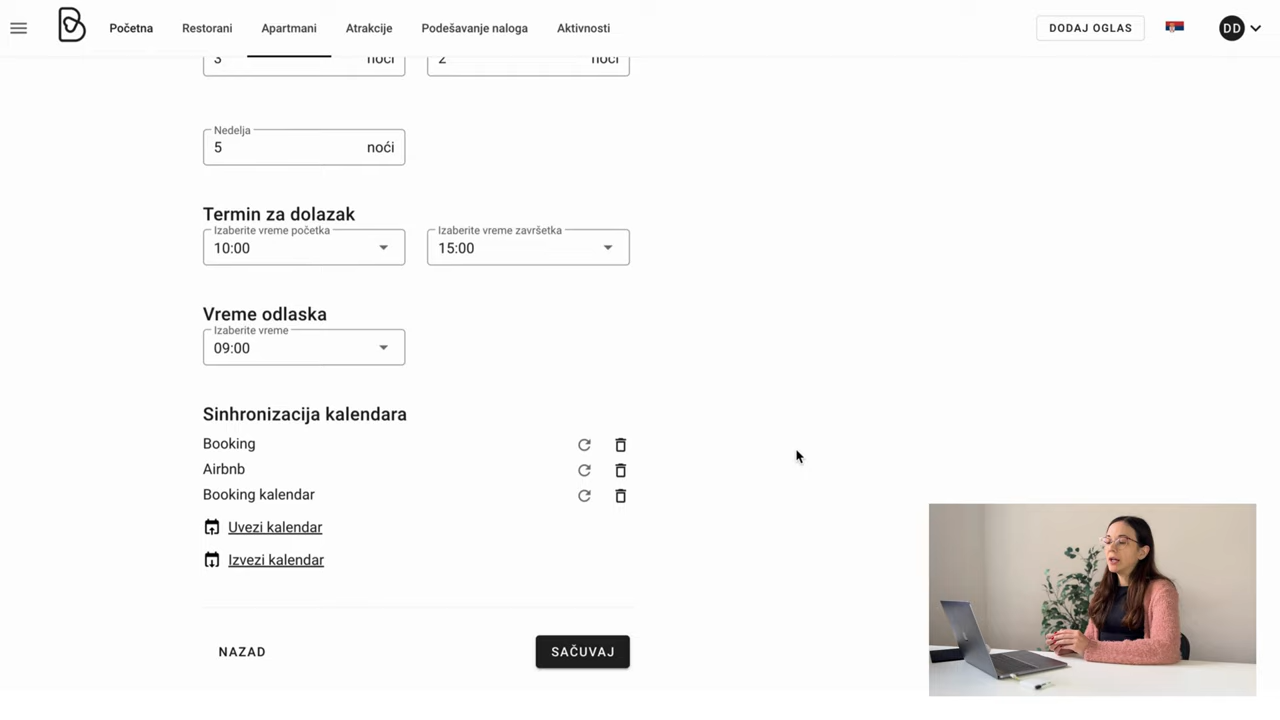 Početna Restorani Apartmani Atrakcije Podešavanje naloga Aktivnosti DODAJ OGLAS DD
3 noći 2 noći
Nedelja
5 noći
Termin za dolazak
Izaberite vreme početka Izaberite vreme završetka
10:00 15:00
Vreme odlaska
Izaberite vreme
09:00
Sinhronizacija kalendara
Booking
Airbnb
Booking kalendar
Uvezi kalendar
Izvezi kalendar
NAZAD SAČUVAJ